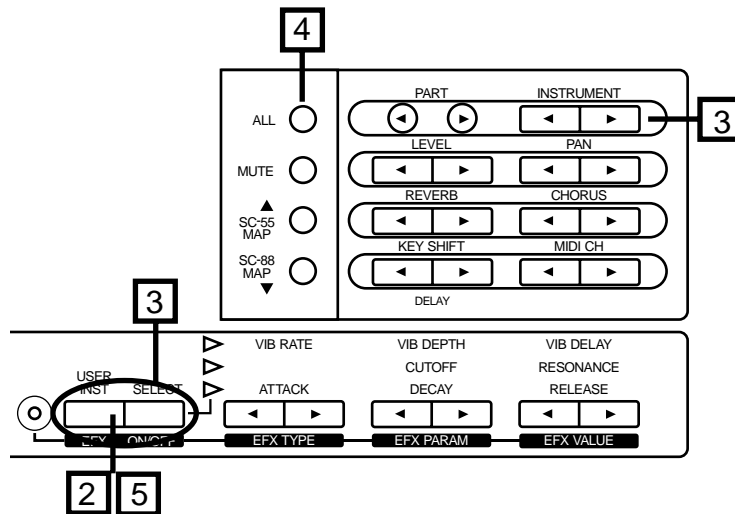 4
PART INSTRUMENT
ALL
3
LEVEL PAN
MUTE
REVERB CHORUS
SC-55
MAP
KEY SHIFT MIDI CH
SC-88
MAP
DELAY
3
VIB RATE VIB DEPTH VIB DELAY
CUTOFF RESONANCE
USER
INST SELECT ATTACK DECAY RELEASE
EFX ON/OFF EFX TYPE EFX PARAM EFX VALUE
2 5